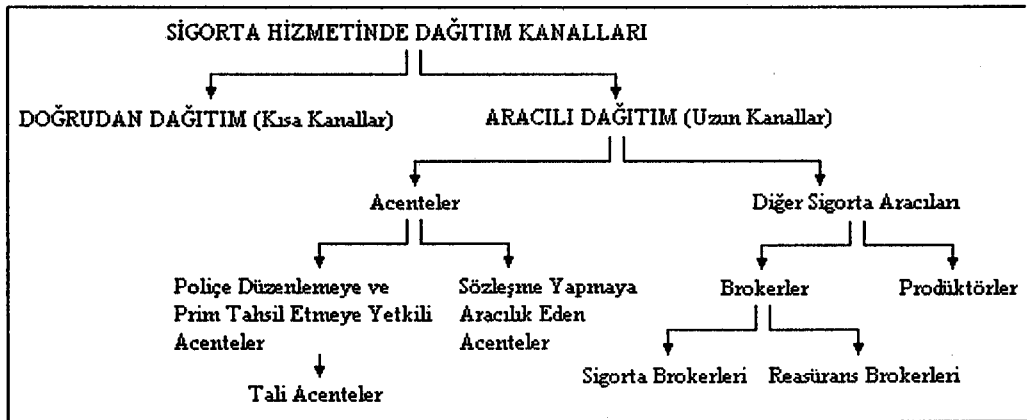 SİGORTA HİZMETİNDE DAĞITIM KANALLARI
DOĞRUDAN DAĞITIM (Kısa Kanallar)
ARACILI DAĞITIM (Uzun Kanallar)
Acenteler
Diğer Sigorta Aracıları
Poliçe Düzenlemeye ve
Prim Tahsil Etmeye Yetkili
Acenteler
Sözleşme Yapmaya
Aracılık Eden
Acenteler
Brokerler
Prodüktörler
Tali Acenteler
Sigorta Brokerleri
Reasürans Brokerleri